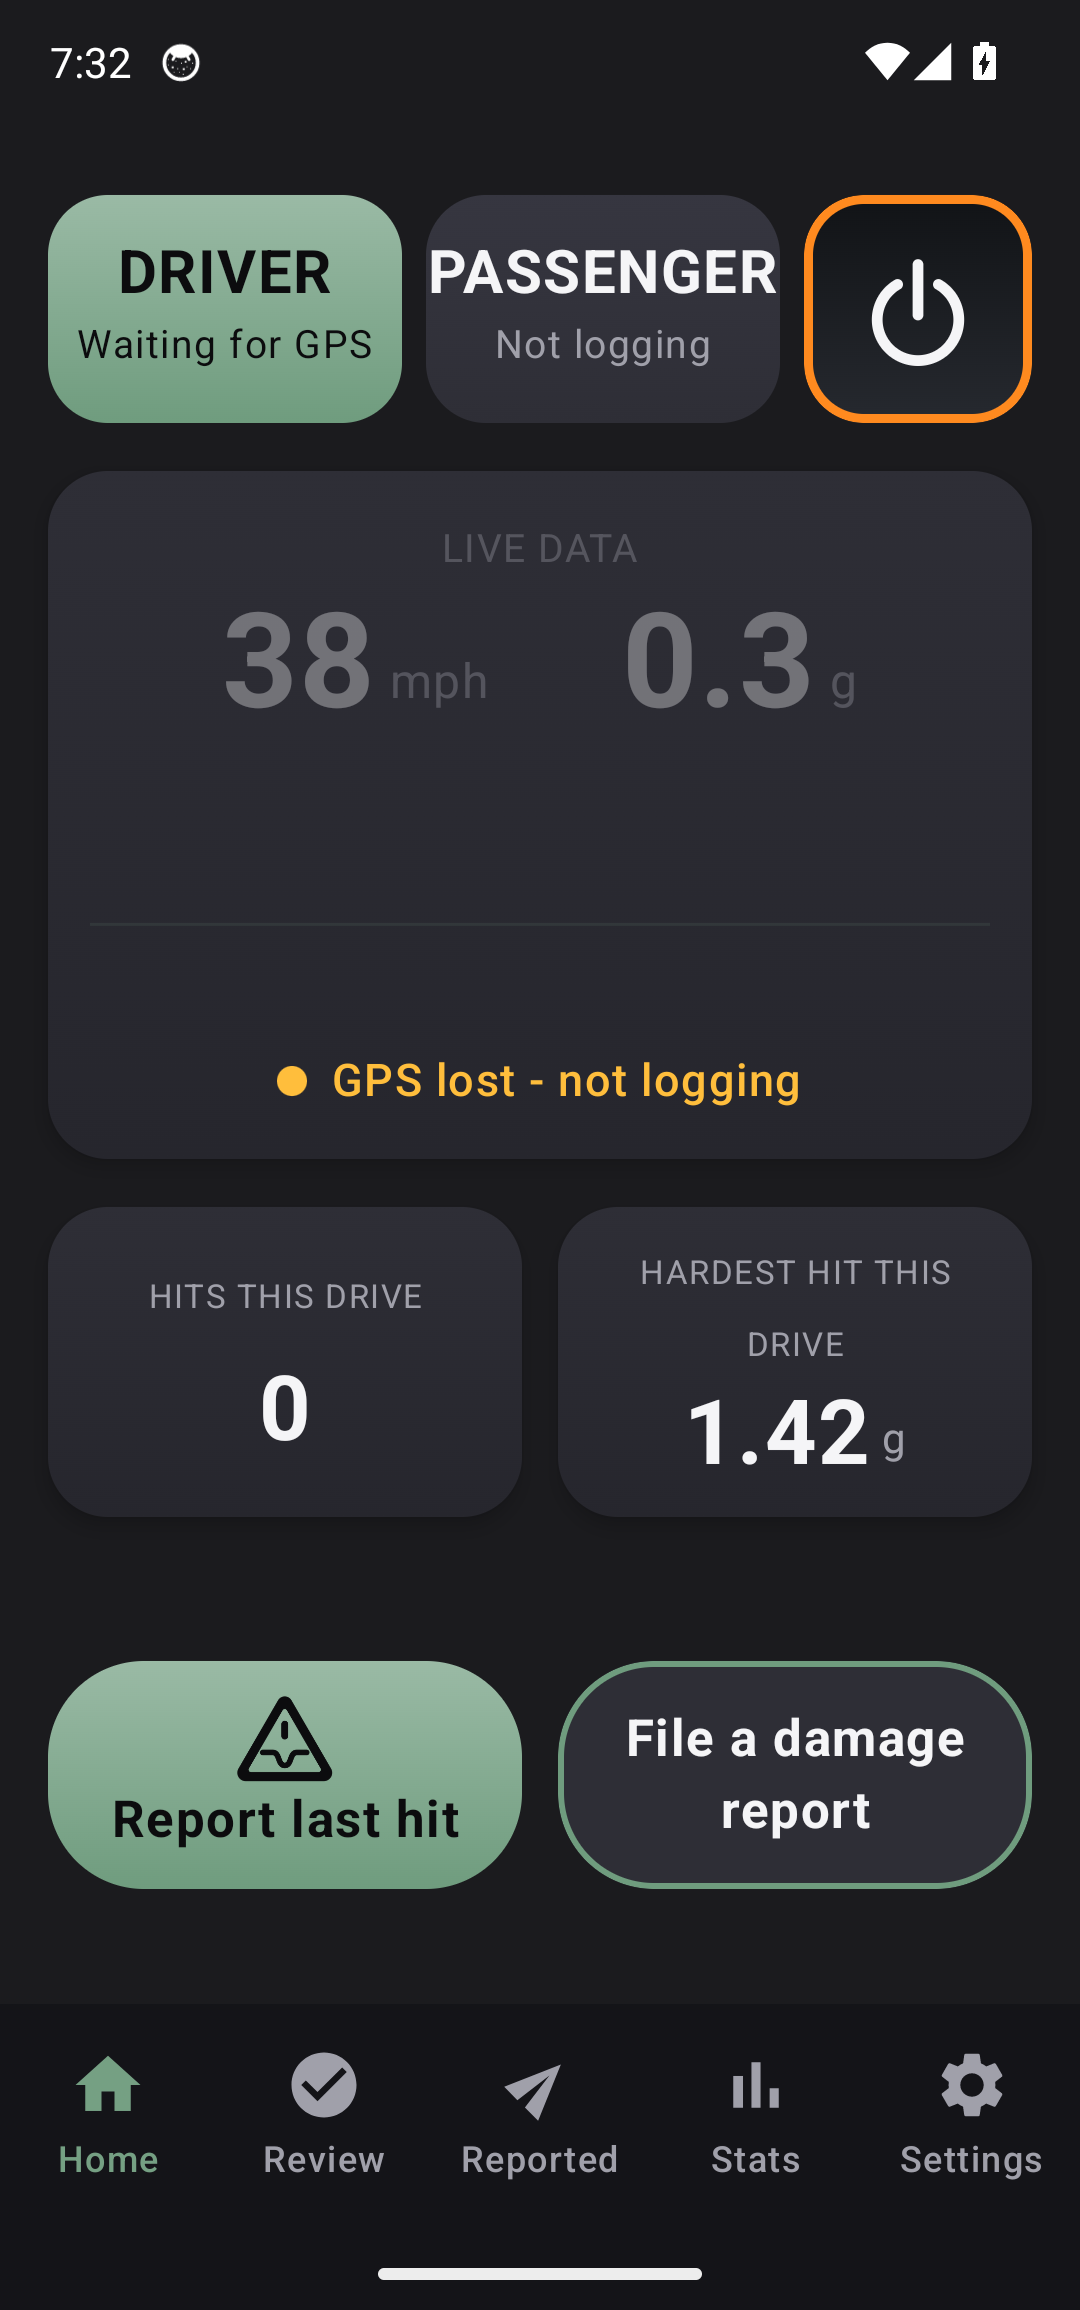 7:32
DRIVER
Waiting for GPS
PASSENGER
Not logging
LIVE DATA
38 mph
0.3 g
GPS lost - not logging
HITS THIS DRIVE
0
HARDEST HIT THIS
DRIVE
1.42 g
Report last hit
File a damage
report
Home
Review
Reported
Stats
Settings